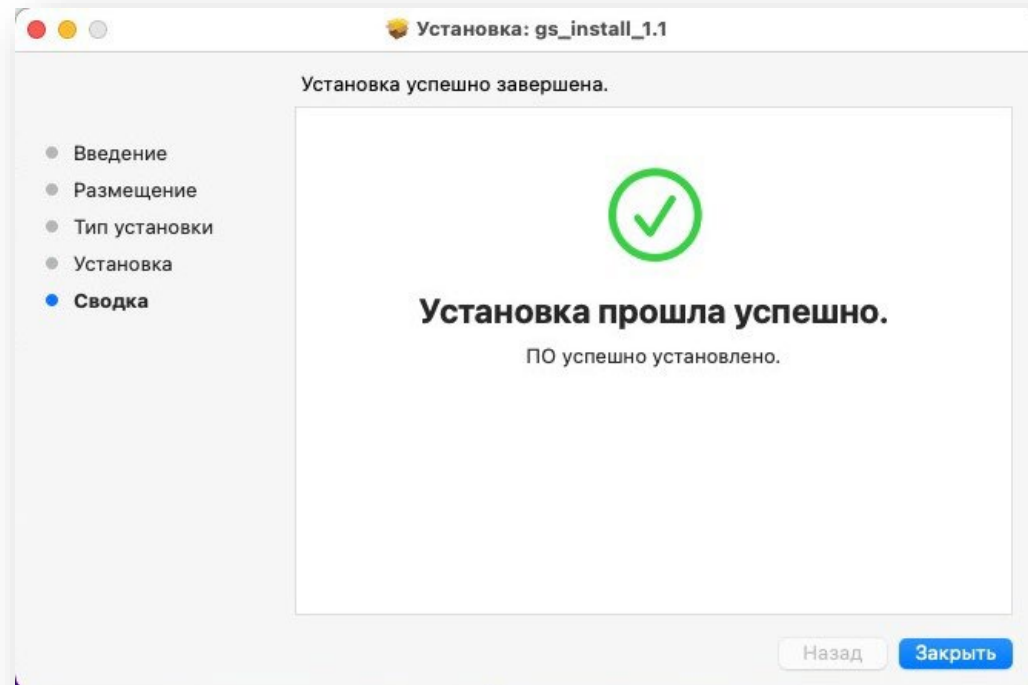 Установка: gs_install_1.1
Установка успешно завершена.
Введение
Размещение
Тип установки
Установка
Сводка
Установка прошла успешно.
ПО успешно установлено.
Назад
Закрыть